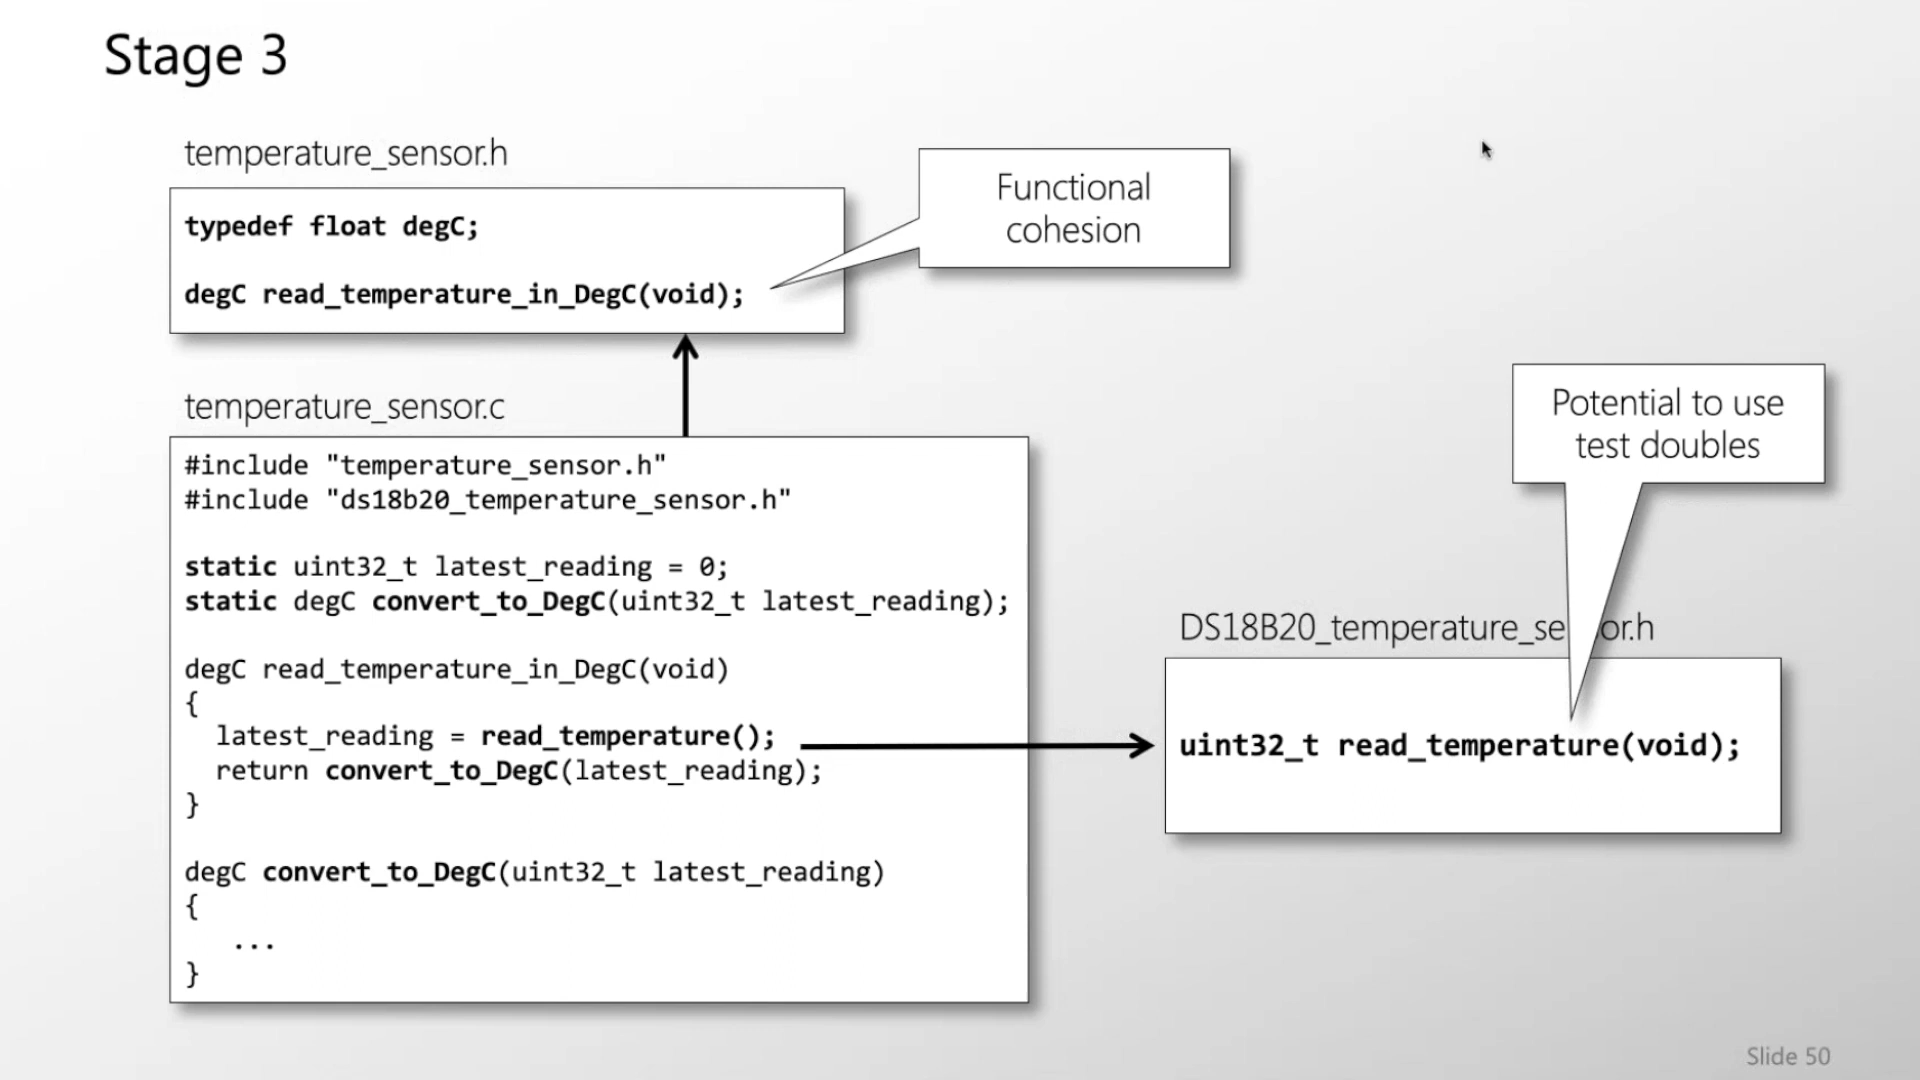 Stage 3
temperature_sensor.h
typedef float degC;
degC read_temperature_in_DegC(void);
Functional
cohesion
temperature_sensor.c
#include "temperature_sensor.h"
#include "ds18b20_temperature_sensor.h"
static uint32_t latest_reading = 0;
static degC convert_to_DegC(uint32_t latest_reading);
degC read_temperature_in_DegC(void)
{
latest_reading = read_temperature();
return convert_to_DegC(latest_reading);
}
degC convert_to_DegC(uint32_t latest_reading)
{
...
}
Potential to use
test doubles
DS18B20_temperature_se or.h
uint32_t read_temperature(void);
Slide 50